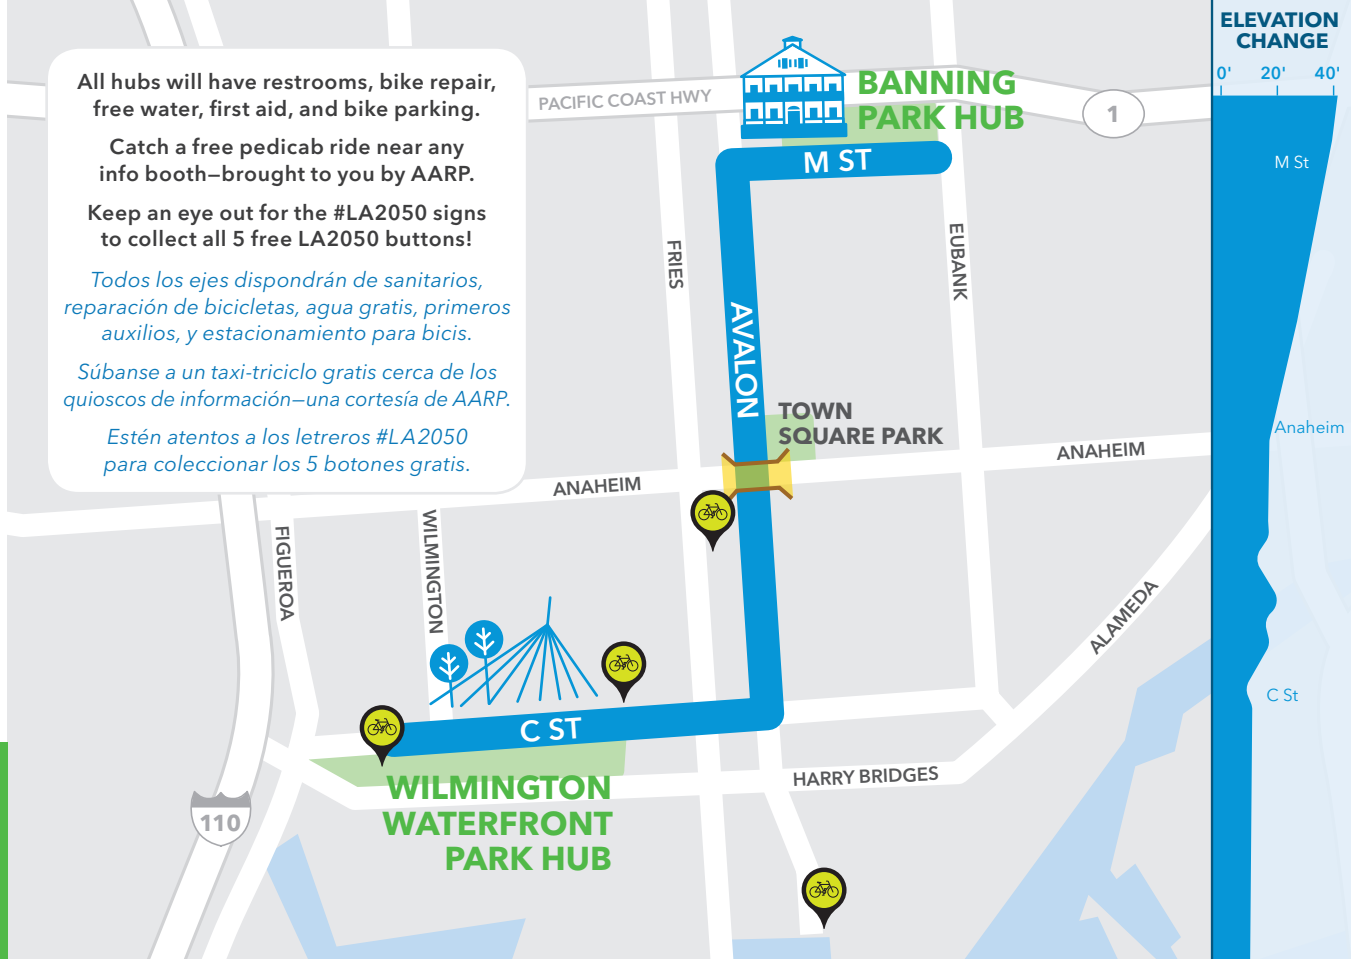 All hubs will have restrooms, bike repair,
free water, first aid, and bike parking.
Catch a free pedicab ride near any
info booth—brought to you by AARP.
Keep an eye out for the #LA2050 signs
to collect all 5 free LA2050 buttons!
Todos los ejes dispondrán de sanitarios,
reparación de bicicletas, agua gratis, primeros
auxilios, y estacionamiento para bicis.
Súbanse a un taxi-triciclo gratis cerca de los
quioscos de información—una cortesía de AARP.
Estén atentos a los letreros #LA2050
para coleccionar los 5 botones gratis.
PACIFIC COAST HWY
BANNING
PARK HUB
1
M ST
FRIES
EUBANK
AVALON
TOWN
SQUARE PARK
ANAHEIM
ANAHEIM
FIGUEROA
WILMINGTON
ALAMEDA
C ST
HARRY BRIDGES
WILMINGTON
WATERFRONT
PARK HUB
110
ELEVATION
CHANGE
0' 20' 40'
M St
Anaheim
C St